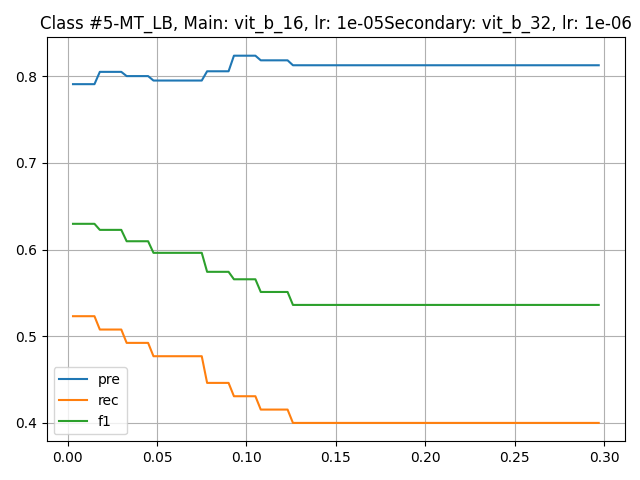 Class #5-MT_LB, Main: vit_b_16, lr: 1e-05Secondary: vit_b_32, lr: 1e-06
0.8
0.7
0.6
0.5
0.4
pre
rec
f1
0.00 0.05 0.10 0.15 0.20 0.25 0.30